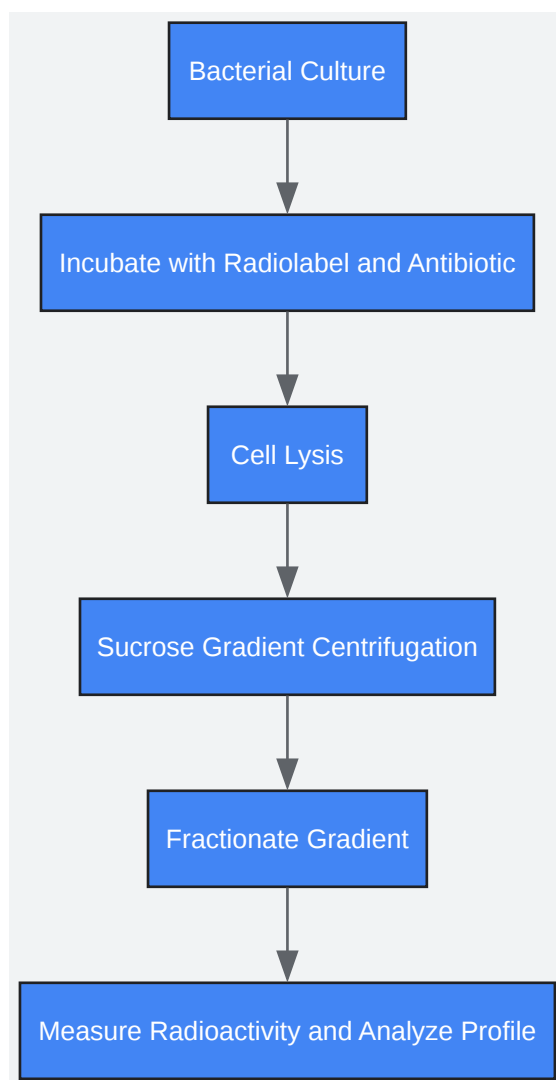 Bacterial Culture
Incubate with Radiolabel and Antibiotic
Cell Lysis
Sucrose Gradient Centrifugation
Fractionate Gradient
Measure Radioactivity and Analyze Profile